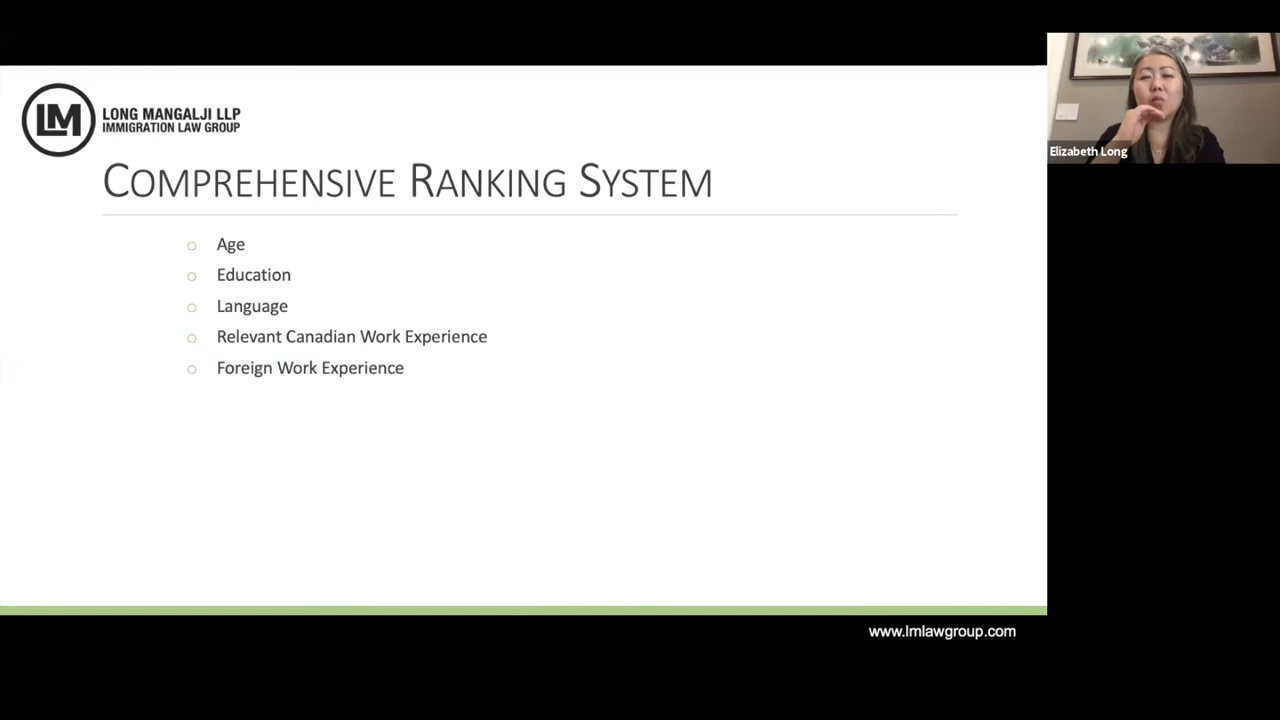 LM
LONG MANGALJI LLP
IMMIGRATION LAW GROUP
COMPREHENSIVE RANKING SYSTEM
Age
Education
Language
Relevant Canadian Work Experience
Foreign Work Experience
Elizabeth Long
www.lmlawgroup.com